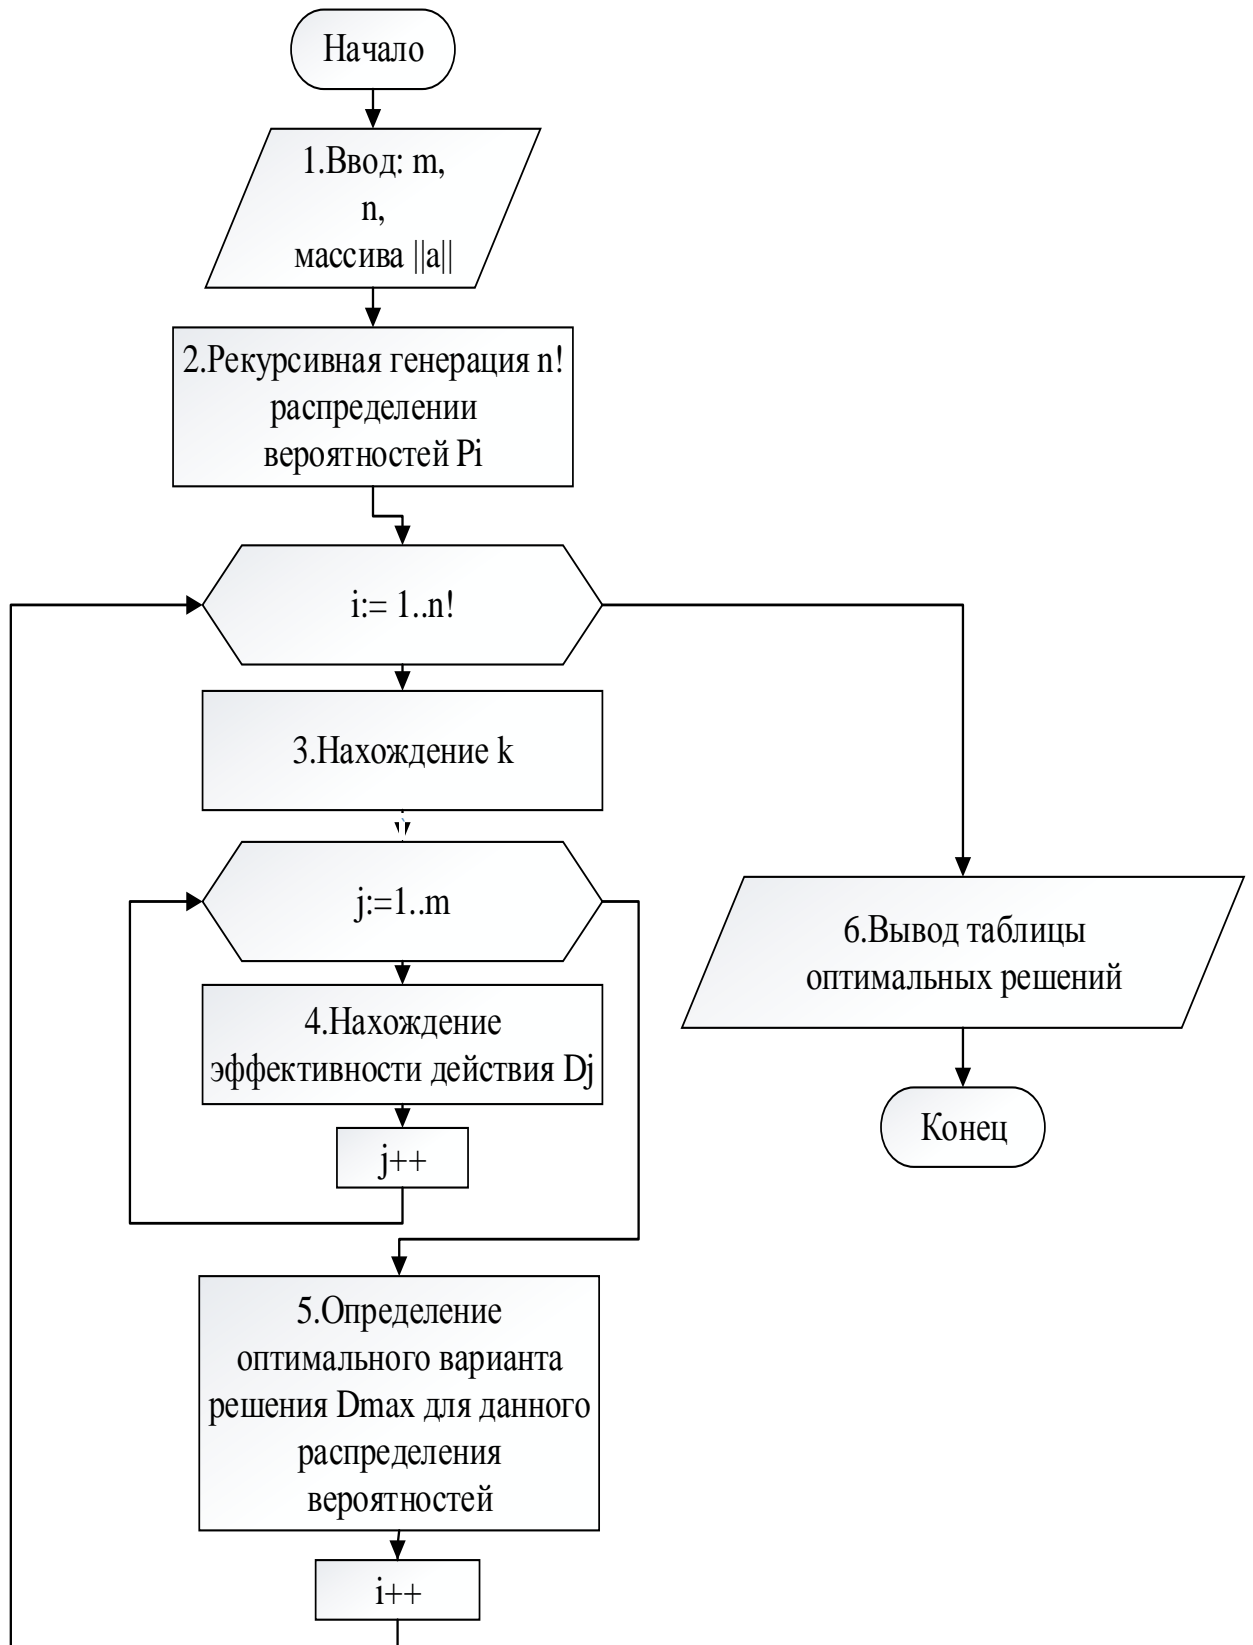 Начало
1.Ввод: m,
n,
массива ||a||
2.Рекурсивная генерация n!
распределении
вероятностей Pi
i:= 1..n!
3.Нахождение k
j:=1..m
4.Нахождение
эффективности действия Dj
j++
5.Определение
оптимального варианта
решения Dmax для данного
распределения
вероятностей
i++
6.Вывод таблицы
оптимальных решений
Конец